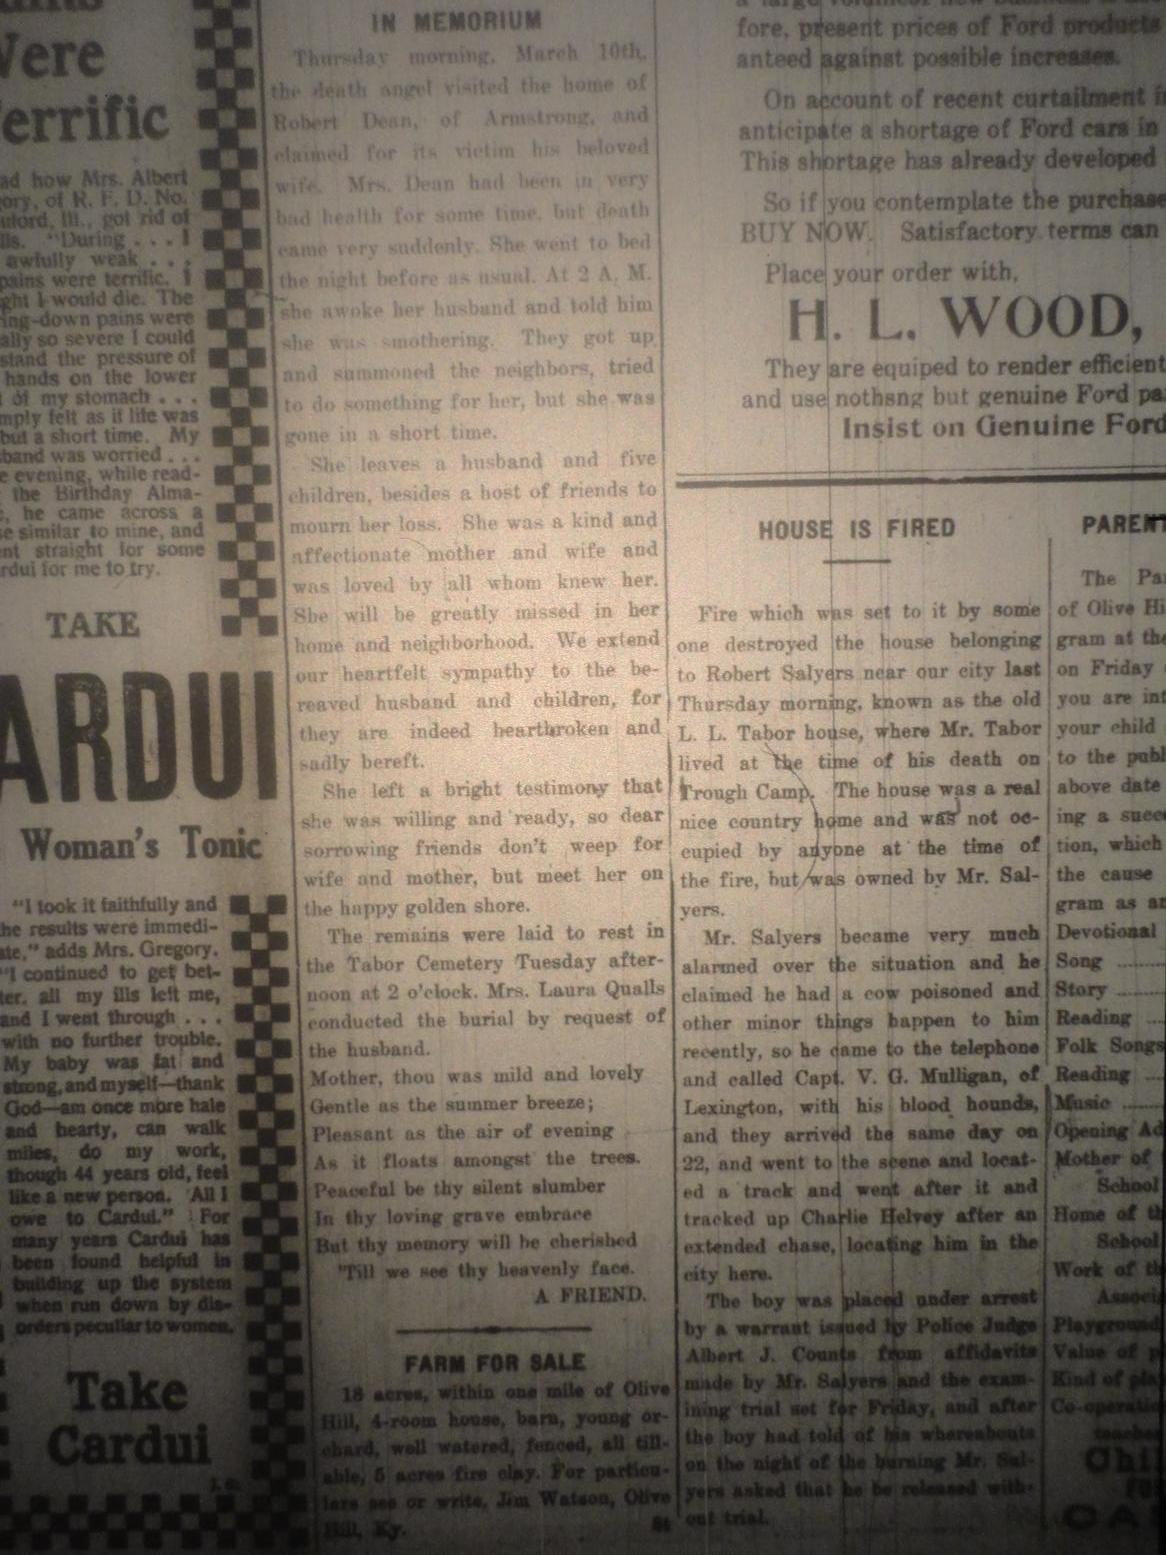 Were
Terrific
ad how Mrs. Albert
gory, of R. F. D. No.
uford, Ill., got rid of
lls. "During . . . I
awfully weak . . .
pains were terrific. I
ght I would die. The
ing-down pains were
ally so severe I could
stand the pressure of
hands on the lower
t of my stomach . . .
mply felt as if life was
but a short time. My
sband was worried . . .
e evening, while read-
the Birthday Alma-
c, he came across a
se similar to mine, and
ent straight for some
ardui for me to try.
TAKE
ARDUI
Woman's Tonic
"I took it faithfully and
he results were immedi-
ate," adds Mrs. Gregory.
"I continued to get bet-
ter. all my ills left me,
and I went through . . .
with no further trouble.
My baby was fat and
strong, and myself—thank
God—am once more hale
and hearty, can walk
miles, do my work,
though 44 years old, feel
like a new person. All I
owe to Cardui." For
many years Cardui has
been found helpful in
building up the system
when run down by dis-
orders peculiar to women.
Take
Cardui
IN MEMORIUM
Thursday morning, March 10th,
the death angel visited the home of
Robert Dean, of Armstrong, and
claimed for its victim his beloved
wife. Mrs. Dean had been in very
bad health for some time, but death
came very suddenly. She went to bed
the night before as usual. At 2 A. M.
she awoke her husband and told him
she was smothering. They got up
and summoned the neighbors, tried
to do something for her, but she was
gone in a short time.
She leaves a husband and five
children, besides a host of friends to
mourn her loss. She was a kind and
affectionate mother and wife and
was loved by all whom knew her.
She will be greatly missed in her
home and neighborhood. We extend
our heartfelt sympathy to the be-
reaved husband and children, for
they are indeed heartbroken and
sadly bereft.
She left a bright testimony that
she was willing and ready, so dear
sorrowing friends don't weep for
wife and mother, but meet her on
the happy golden shore.
The remains were laid to rest in
the Tabor Cemetery Tuesday after-
noon at 2 o'clock. Mrs. Laura Qualls
conducted the burial by request of
the husband.
Mother, thou was mild and lovely
Gentle as the summer breeze;
Pleasant as the air of evening
As it floats amongst the trees.
Peaceful be thy silent slumber
In thy loving grave embrace
But thy memory will be cherished
'Till we see thy heavenly face.
A FRIEND.
FARM FOR SALE
18 acres, within one mile of Olive
Hill, 4-room house, barn, young or-
chard, well watered, fenced, all till-
able, 5 acres fire clay. For particu-
lars see or write, Jim Watson, Olive
Hill, Ky.
fore, present prices of Ford products
anteed against possible increases.
On account of recent curtailment i
anticipate a shortage of Ford cars in
This shortage has already developed
So if you contemplate the purchase
BUY NOW. Satisfactory terms can
Place your order with,
H. L. WOOD,
They are equiped to render efficient
and use nothsng but genuine Ford pa
Insist on Genuine Ford
HOUSE IS FIRED
Fire which was set to it by some
one destroyed the house belonging
to Robert Salyers near our city last
Thursday morning, known as the old
L. L. Tabor house, where Mr. Tabor
lived at the time of his death on
Trough Camp. The house was a real
nice country home and was not oc-
cupied by anyone at the time of
the fire, but was owned by Mr. Sal-
yers.
Mr. Salyers became very much
alarmed over the situation and he
claimed he had a cow poisoned and
other minor things happen to him
recently, so he came to the telephone
and called Capt. V. G. Mulligan, of
Lexington, with his blood hounds,
and they arrived the same day on
22, and went to the scene and locat-
ed a track and went after it and
tracked up Charlie Helvey after an
extended chase, locating him in the
city here.
The boy was placed under arrest
by a warrant issued by Police Judge
Albert J. Counts from affidavits
made by Mr. Salyers and the exam-
ining trial set for Friday, and after
the boy had told of his whereabouts
on the night of the burning Mr. Sal-
yers asked that he be released with-
out trial.
PARENT
The Pa
of Olive Hi
gram at the
on Friday
you are int
your child
to the publ
above date
ing a succe
tion, which
the cause
gram as ar
Devotional
Song
Story
Reading
Folk Songs
Reading
Music
Opening Ad
Mother of
School
Home of th
School
Work of th
Associ
Playground
Value of p
Kind of pla
Co-operatio
teacher